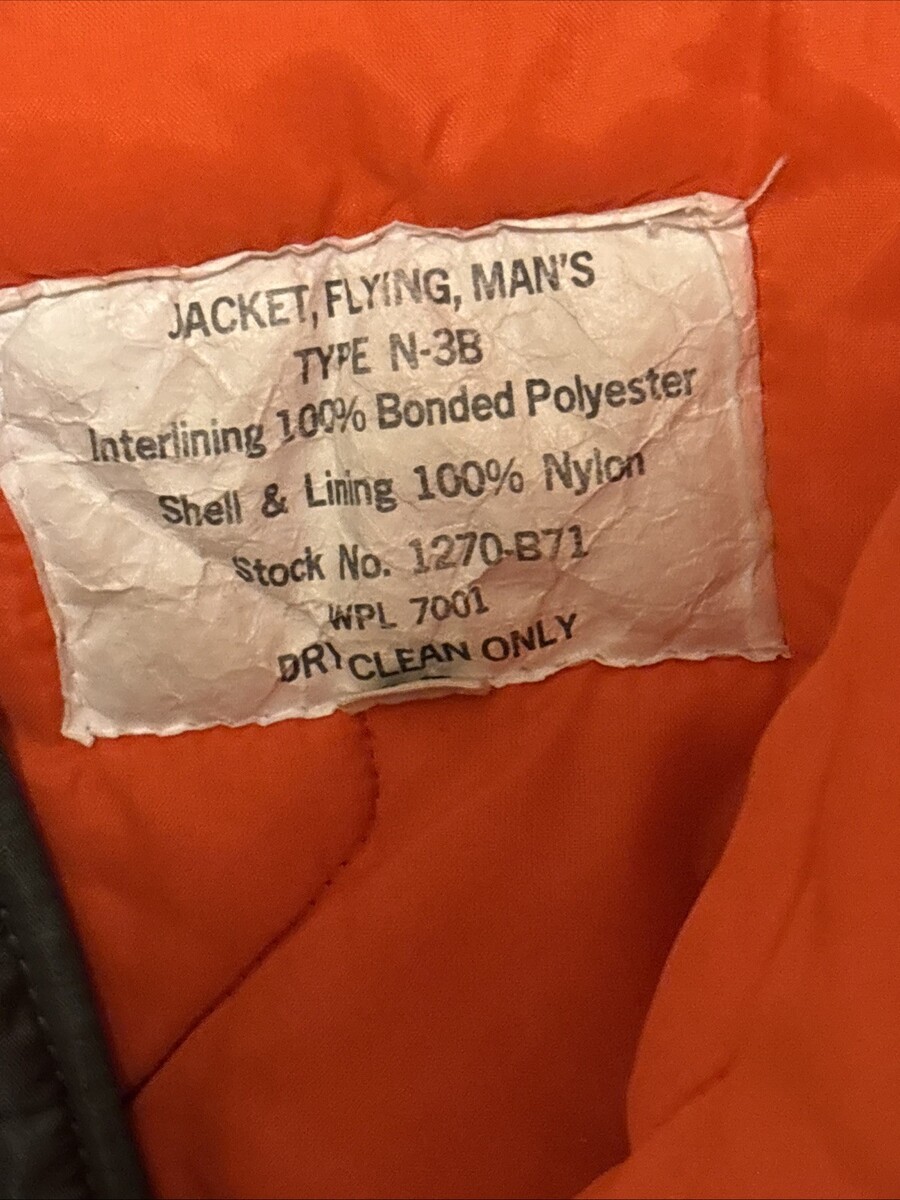 JACKET, FLYING, MAN'S
TYPE N-3B
Interlining 100% Bonded Polyester
Shell & Lining 100% Nylon
Stock No. 1270-B71
WPL 7001
DRY CLEAN ONLY